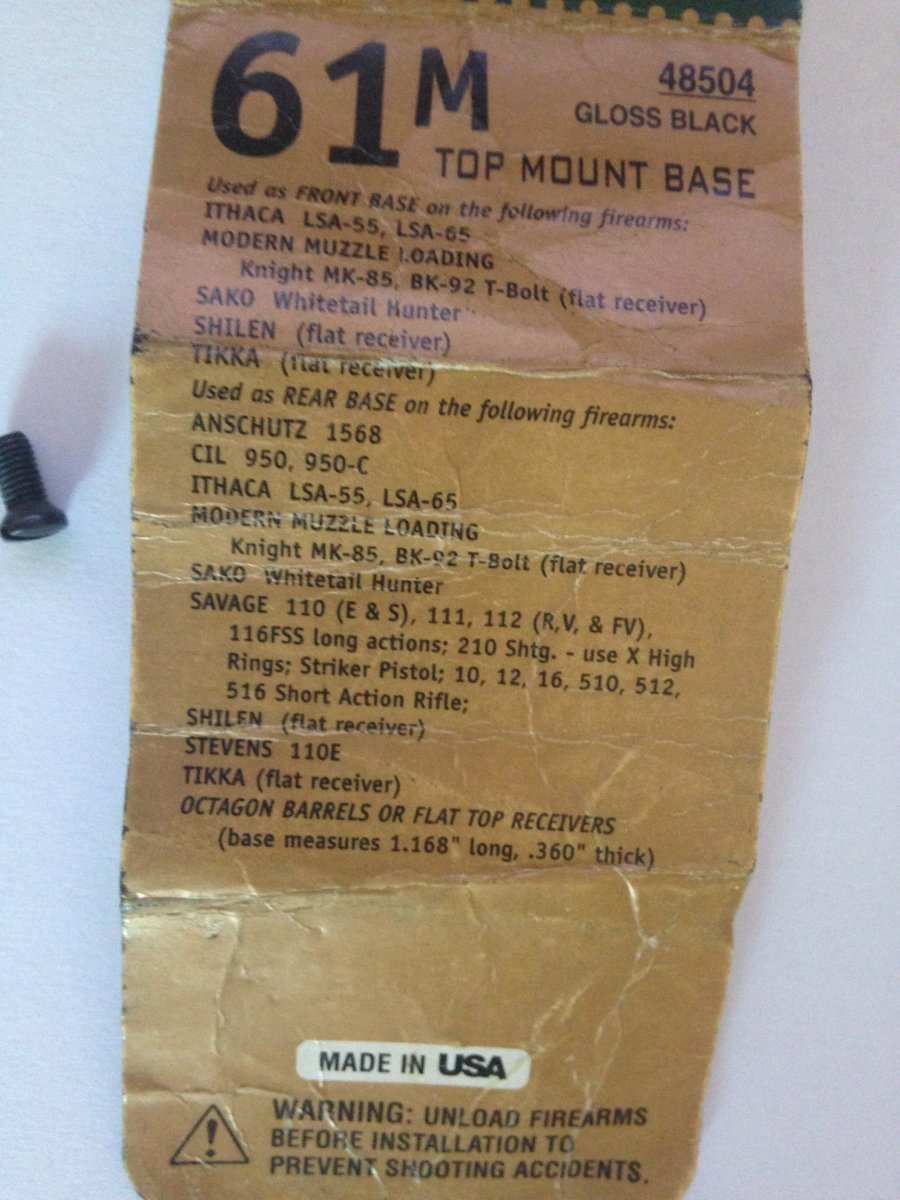 61M
48504
GLOSS BLACK
TOP MOUNT BASE
Used as FRONT BASE on the following firearms:
ITHACA LSA-55, LSA-65
MODERN MUZZLE LOADING
Knight MK-85, BK-92 T-Bolt (flat receiver)
SAKO Whitetail Hunter
SHILEN (flat receiver)
TIKKA (flat receiver)
Used as REAR BASE on the following firearms:
ANSCHUTZ 1568
CIL 950, 950-C
ITHACA LSA-55, LSA-65
MODERN MUZZLE LOADING
Knight MK-85, BK-92 T-Bolt (flat receiver)
SAKO Whitetail Hunter
SAVAGE 110 (E & S), 111, 112 (R,V, & FV),
116FSS long actions; 210 Shtg. - use X High
Rings; Striker Pistol; 10, 12, 16, 510, 512,
516 Short Action Rifle;
SHILEN (flat receiver)
STEVENS 110E
TIKKA (flat receiver)
OCTAGON BARRELS OR FLAT TOP RECEIVERS
(base measures 1.168" long, .360" thick)
MADE IN USA
WARNING: UNLOAD FIREARMS
BEFORE INSTALLATION TO
PREVENT SHOOTING ACCIDENTS.